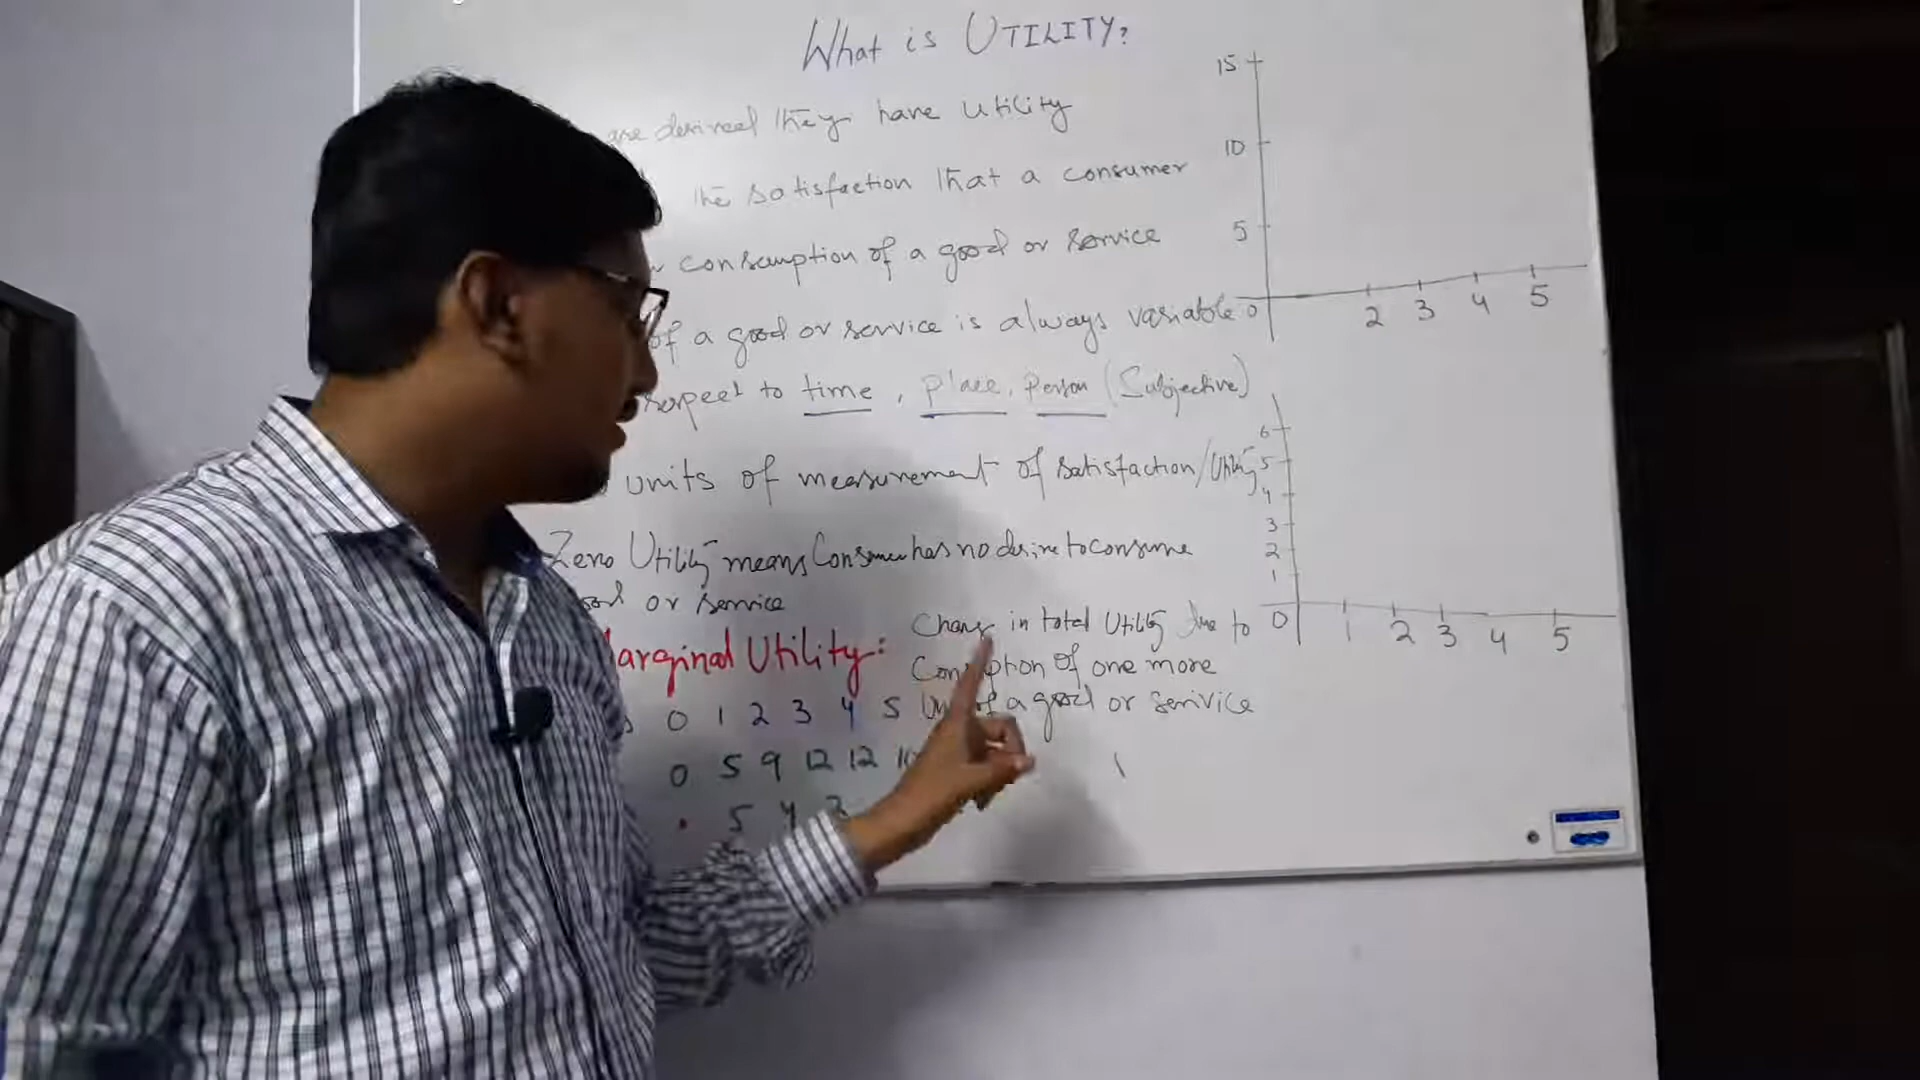 What is UTILITY?
are desired they have utility
the satisfaction that a consumer
consumption of a good or service
of a good or service is always variable
respect to time, place, person (Subjective)
units of measurement of satisfaction/Utility
Zero Utility means Consumer has no desire to consume
or service
Marginal Utility:
Change in total Utility due to
of one more
of a good or service
0 1 2 3 4 5
0 5 9 12 12
5 4 3
15
10
5
0
2 3 4 5
6
5
4
3
2
1
0 1 2 3 4 5